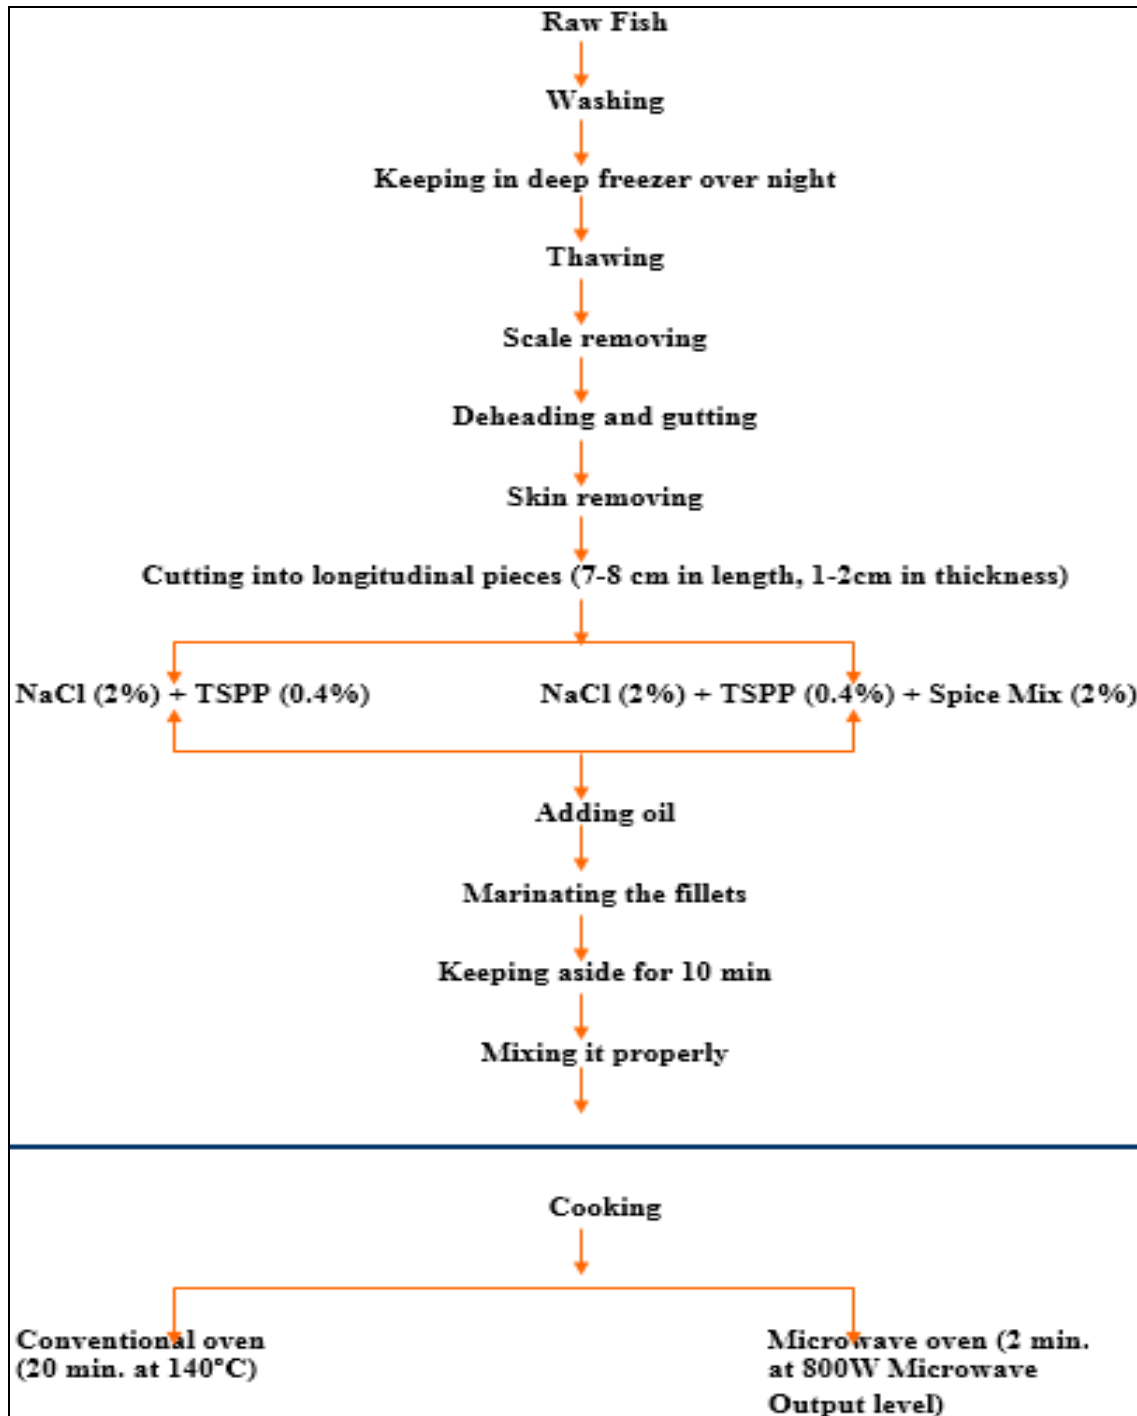 Raw Fish
Washing
Keeping in deep freezer over night
Thawing
Scale removing
Deheading and gutting
Skin removing
Cutting into longitudinal pieces (7-8 cm in length, 1-2cm in thickness)
NaCl (2%) + TSPP (0.4%)
NaCl (2%) + TSPP (0.4%) + Spice Mix (2%)
Adding oil
Marinating the fillets
Keeping aside for 10 min
Mixing it properly
Cooking
Conventional oven
(20 min. at 140°C)
Microwave oven (2 min.
at 800W Microwave
Output level)